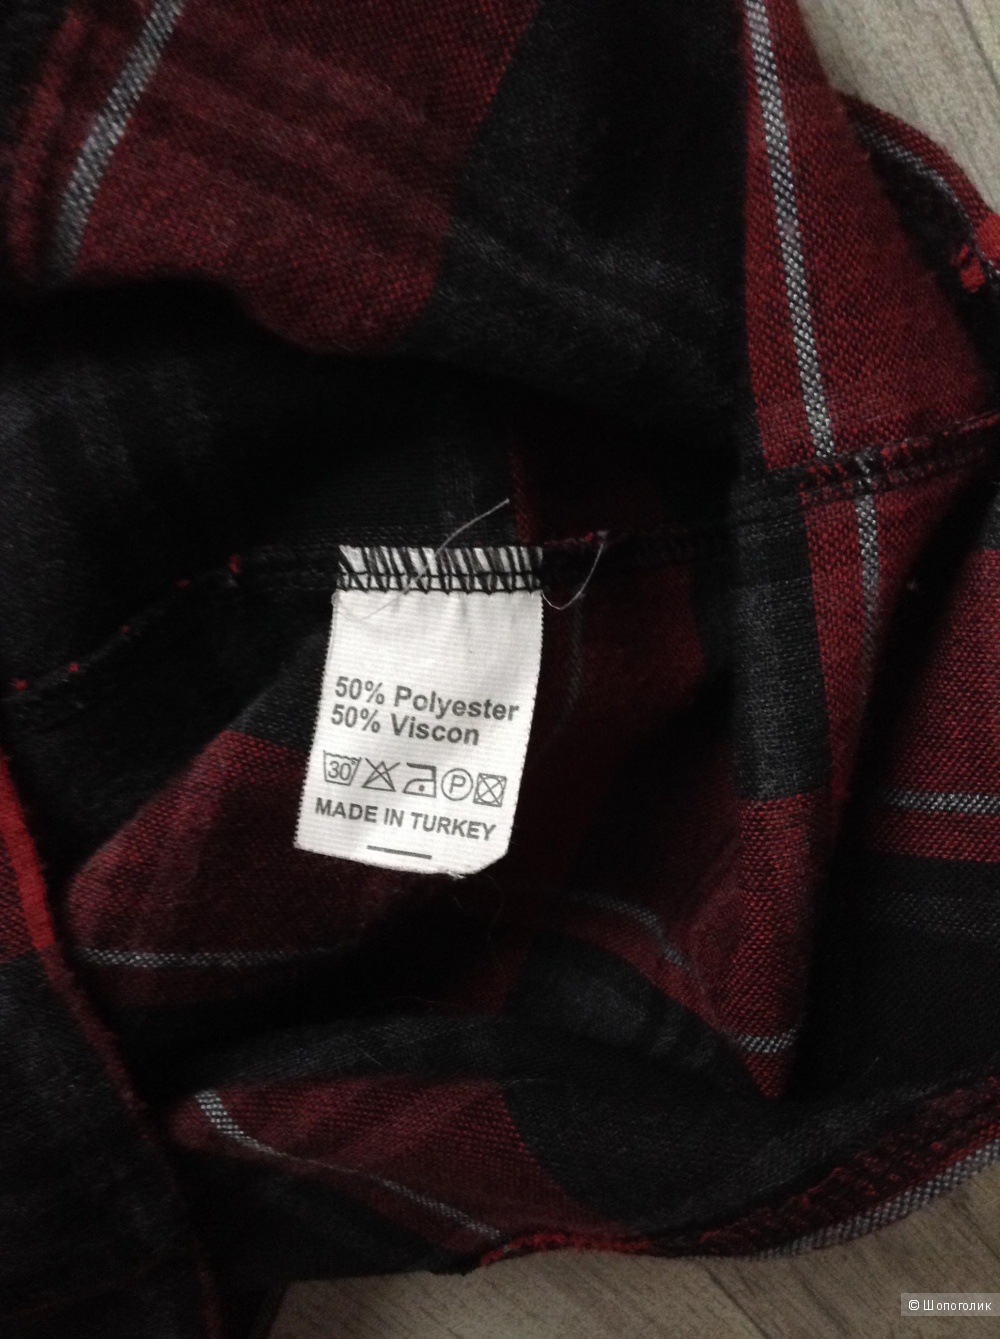 50% Polyester
50% Viscon
30 P
MADE IN TURKEY
© Шопоголик